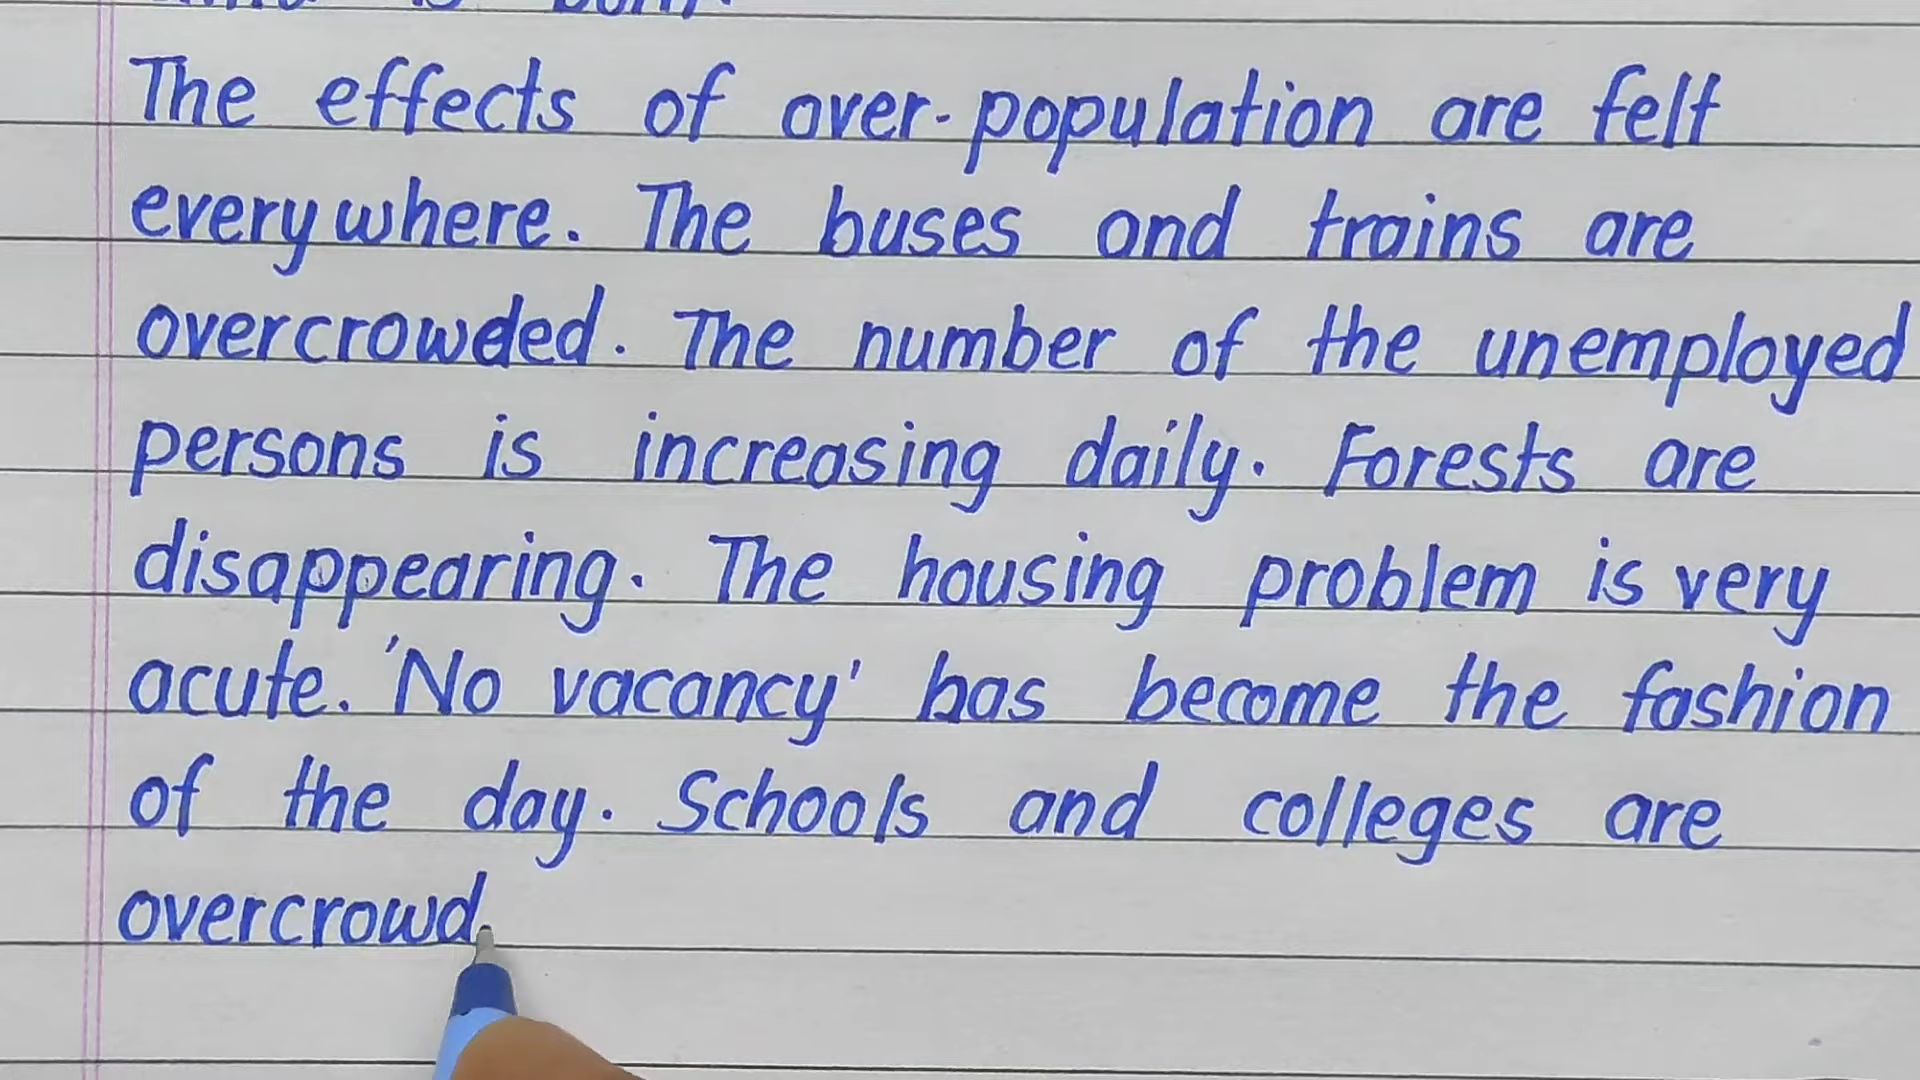 The effects of over-population are felt
everywhere. The buses and trains are
overcrowded. The number of the unemployed
persons is increasing daily. Forests are
disappearing. The housing problem is very
acute. 'No vacancy' has become the fashion
of the day. Schools and colleges are
overcrowd